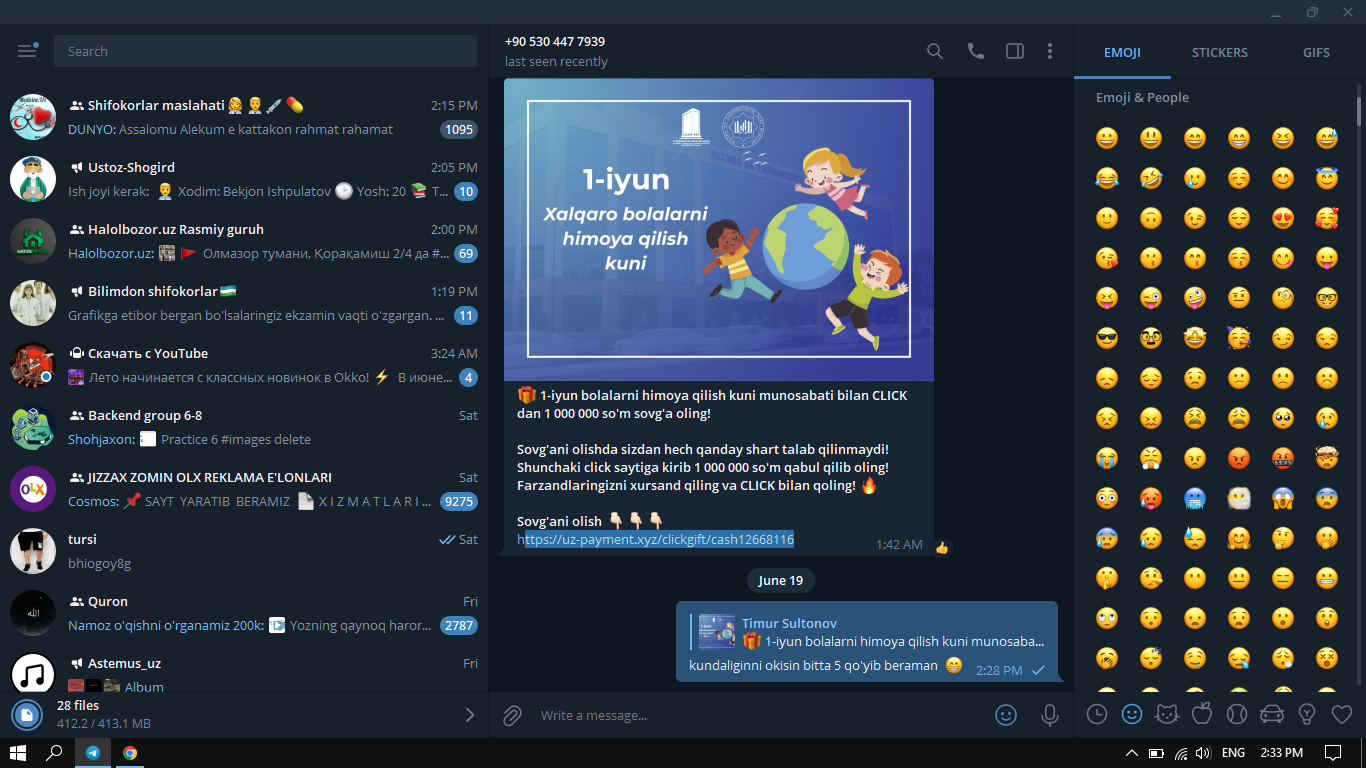 Search
Shifokorlar maslahati 👩‍⚕️👨‍⚕️💉💊 2:15 PM
DUNYO: Assalomu Alekum e kattakon rahmat rahamat 1095
Ustoz-Shogird 2:05 PM
Ish joyi kerak: 👨‍💼 Xodim: Bekjon Ishpulatov 🕑 Yosh: 20 📚 T... 10
Halolbozor.uz Rasmiy guruh 2:00 PM
Halolbozor.uz: 🚩 Олмазор тумани, Қорақамиш 2/4 да #... 69
Bilimdon shifokorlar🇺🇿 1:19 PM
Grafikga etibor bergan bo'lsalaringiz ekzamin vaqti o'zgargan. ... 11
Скачать с YouTube 3:24 AM
Лето начинается с классных новинок в Okko! ⚡ В июне... 4
Backend group 6-8 Sat
Shohjaxon: Practice 6 #images delete
JIZZAX ZOMIN OLX REKLAMA E'LONLARI Sat
Cosmos: 📌 SAYT YARATIB BERAMIZ 📄 X I Z M A T L A R I ... 9275
tursi Sat
bhiogoy8g
Quron Fri
Namoz o'qishni o'rganamiz 200k: Yozning qaynoq haror... 2787
Astemus_uz Fri
Album
28 files
412.2 / 413.1 MB
+90 530 447 7939
last seen recently
1-iyun
Xalqaro bolalarni
himoya qilish
kuni
🎁 1-iyun bolalarni himoya qilish kuni munosabati bilan CLICK
dan 1 000 000 so'm sovg'a oling!
Sovg'ani olishda sizdan hech qanday shart talab qilinmaydi!
Shunchaki click saytiga kirib 1 000 000 so'm qabul qilib oling!
Farzandlaringizni xursand qiling va CLICK bilan qoling! 🔥
Sovg'ani olish 👇🏻👇🏻👇🏻
https://uz-payment.xyz/clickgift/cash12668116
1:42 AM
June 19
Timur Sultonov
🎁 1-iyun bolalarni himoya qilish kuni munosaba...
kundaliginni okisin bitta 5 qo'yib beraman 😁 2:28 PM
Write a message...
EMOJI STICKERS GIFS
Emoji & People
ENG 2:33 PM